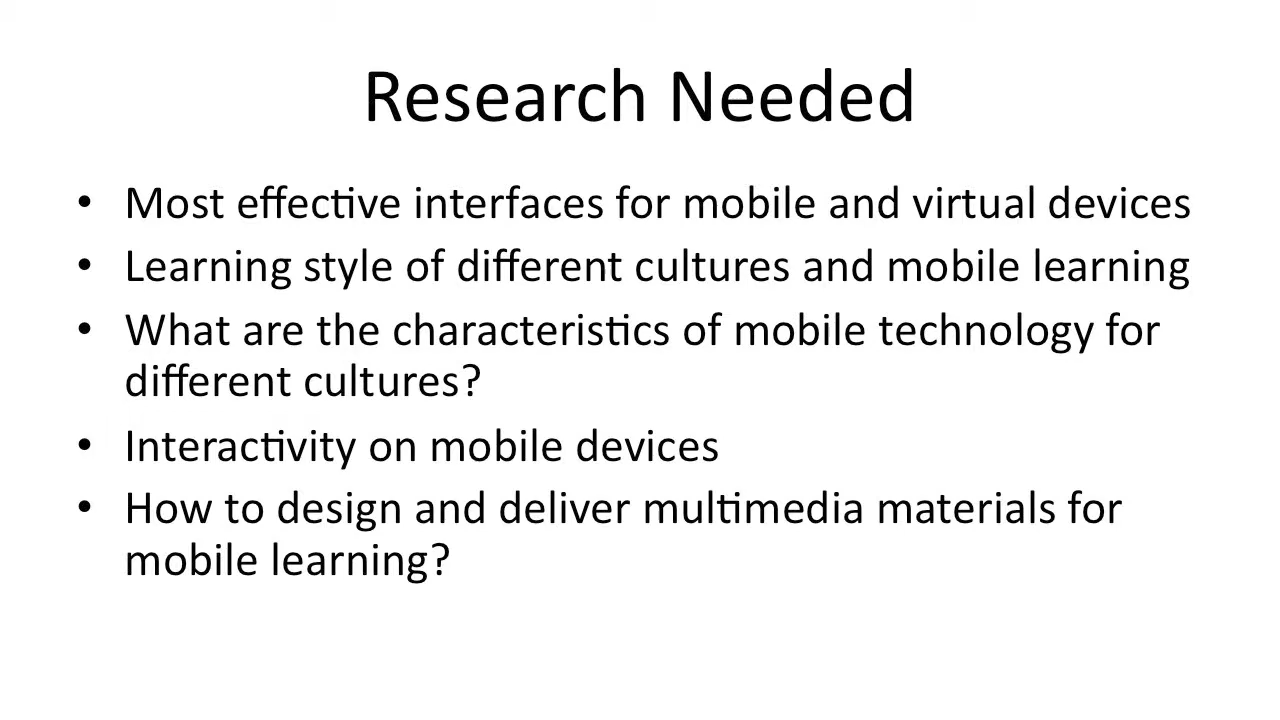 Research Needed
• Most effective interfaces for mobile and virtual devices
• Learning style of different cultures and mobile learning
• What are the characteristics of mobile technology for
different cultures?
• Interactivity on mobile devices
• How to design and deliver multimedia materials for
mobile learning?